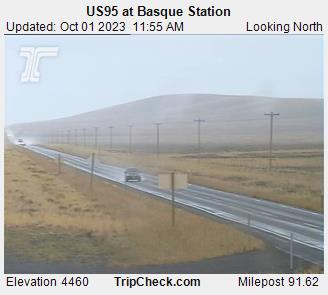 US95 at Basque Station
Updated: Oct 01 2023 11:55 AM Looking North
Elevation 4460 TripCheck.com Milepost 91.62